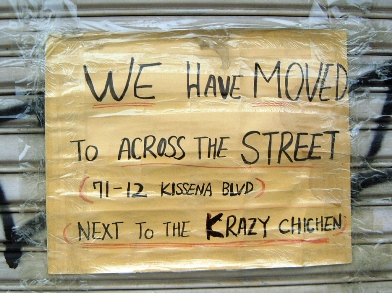 WE HAVE MOVED
TO ACROSS THE STREET
(71-12 KISSENA BLVD)
(NEXT TO THE KRAZY CHICHEN)